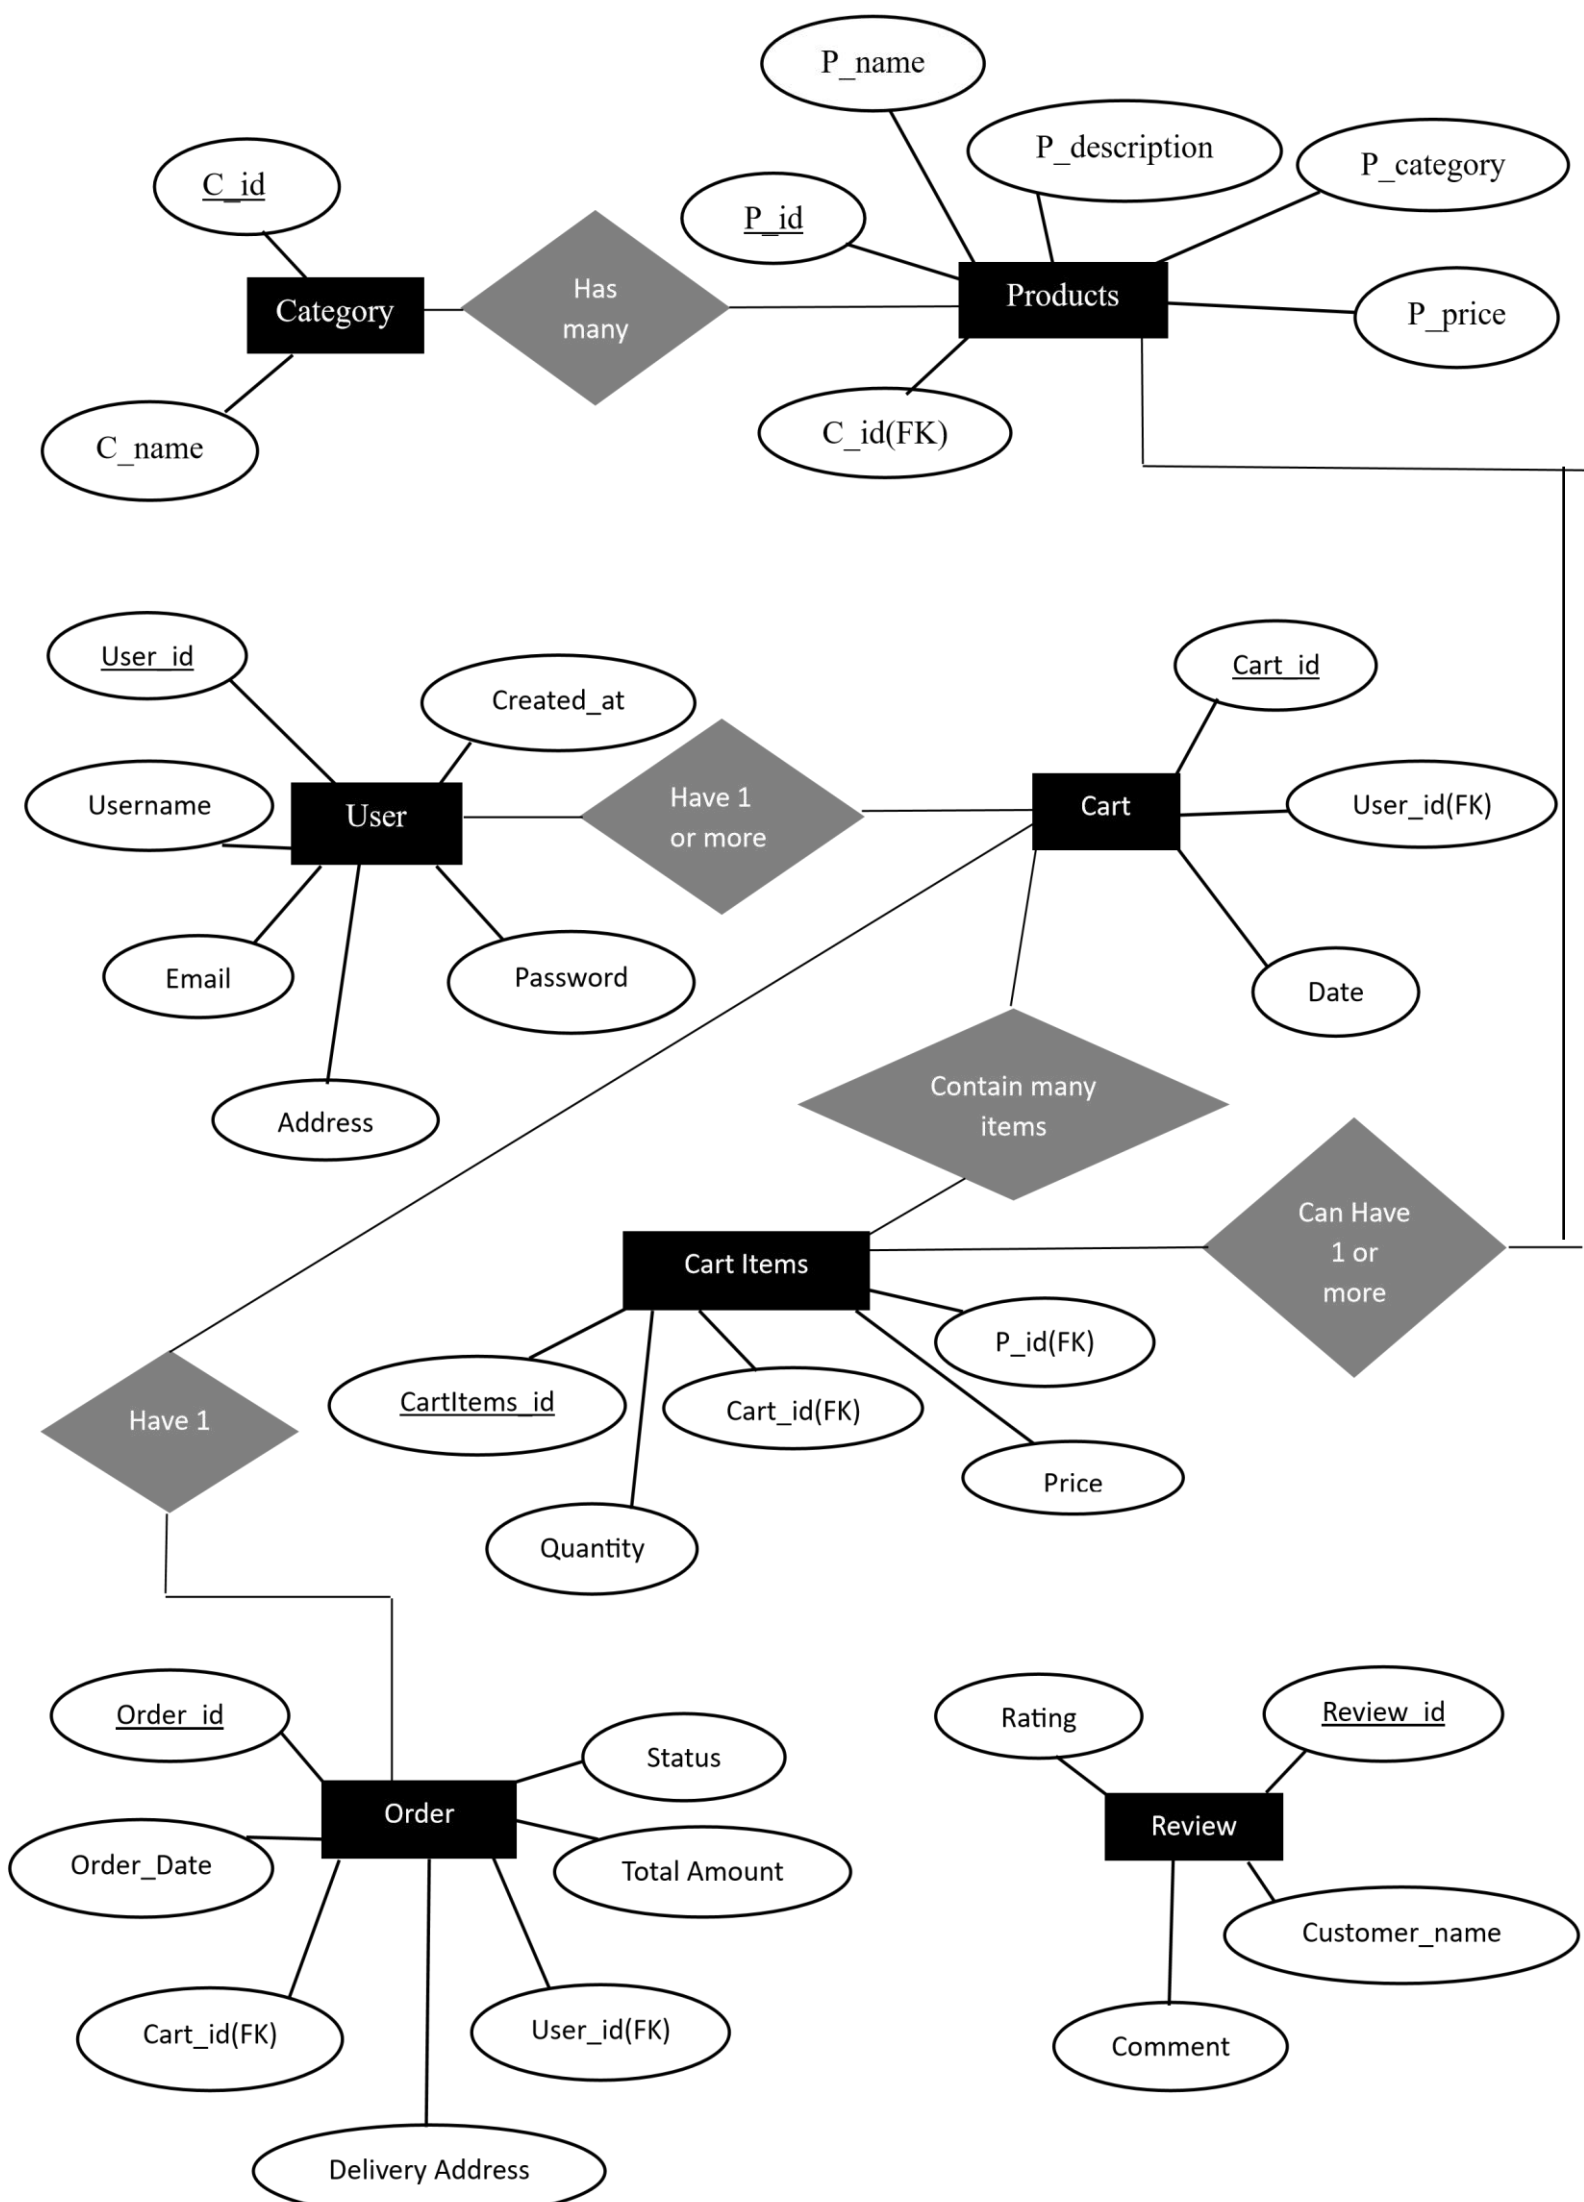 P_name
P_description
P_category
C_id
P_id
Has
many
Products
Category
P_price
C_id(FK)
C_name
User_id
Created_at
Cart_id
Username
User
Have 1
or more
Cart
User_id(FK)
Email
Password
Date
Address
Contain many
items
Can Have
1 or
more
Cart Items
P_id(FK)
CartItems_id
Cart_id(FK)
Have 1
Price
Quantity
Order_id
Status
Rating
Review_id
Order
Review
Order_Date
Total Amount
Customer_name
Cart_id(FK)
User_id(FK)
Comment
Delivery Address